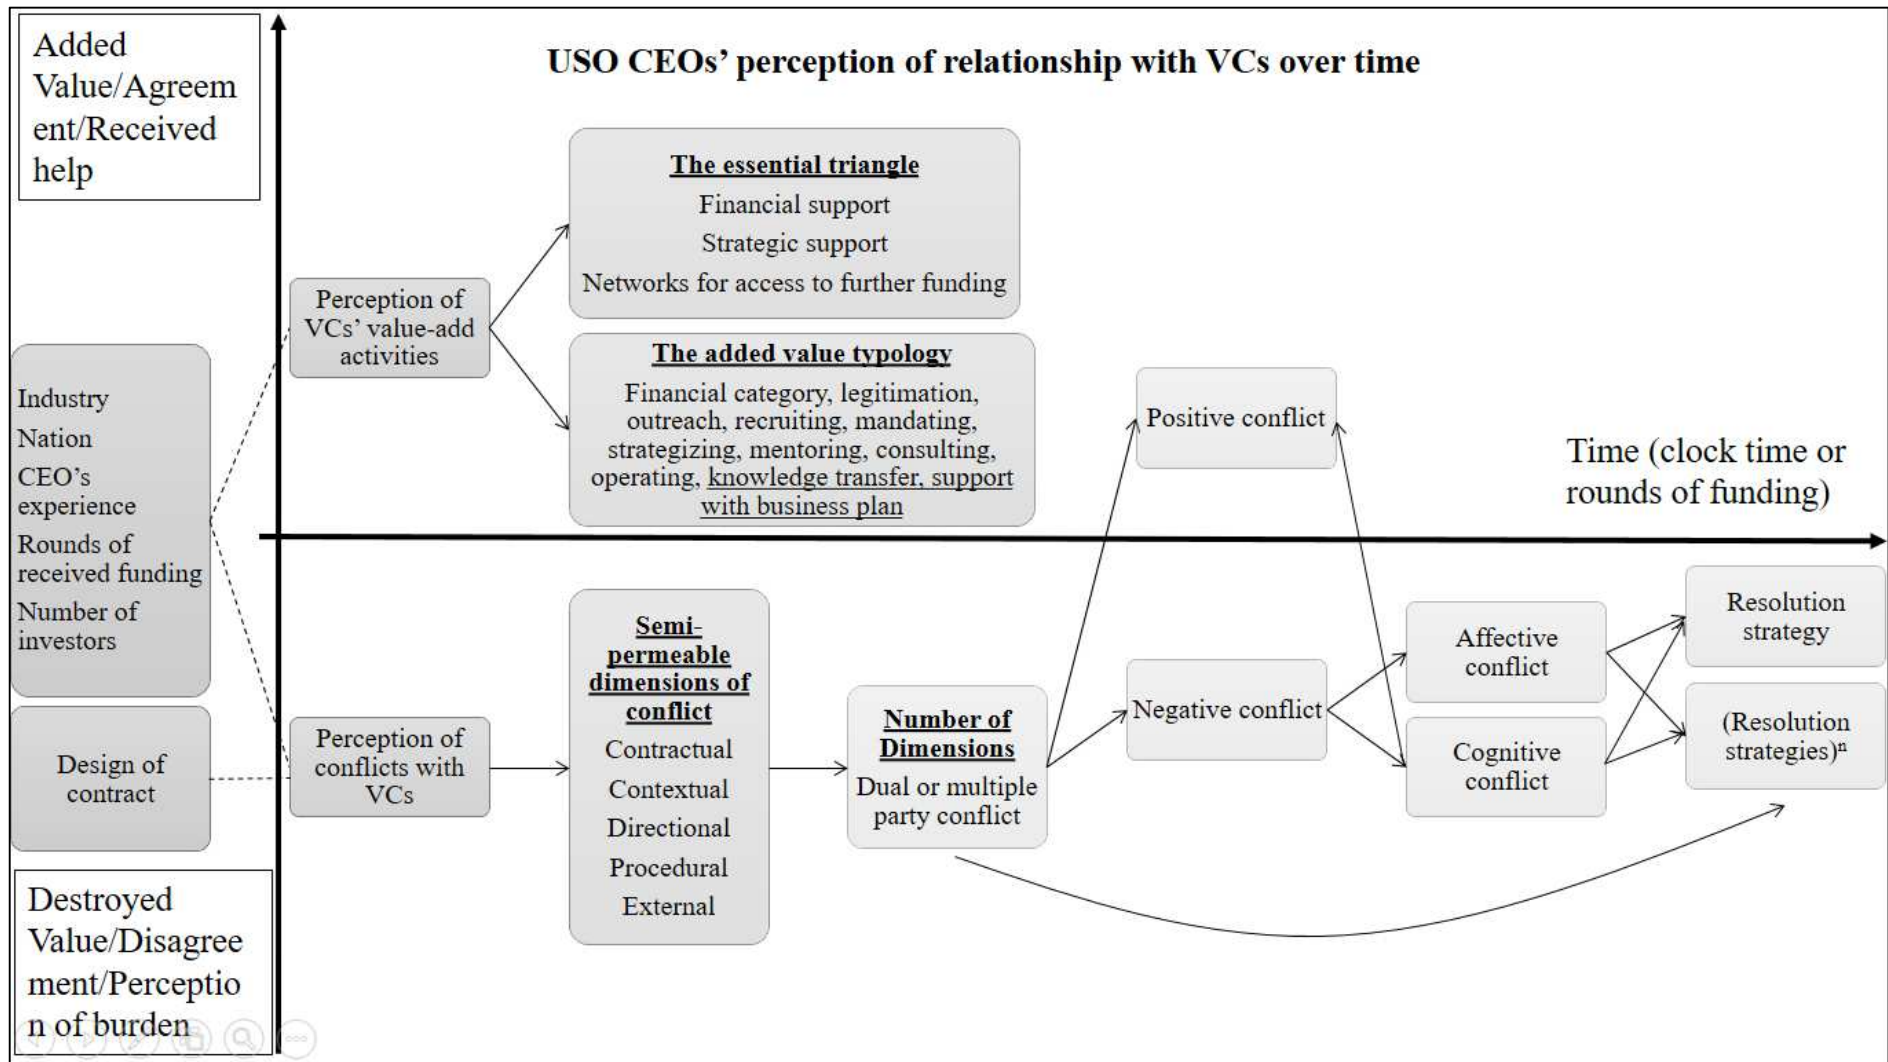 Added
Value/Agreem
ent/Received
help
USO CEOs’ perception of relationship with VCs over time
The essential triangle
Financial support
Strategic support
Networks for access to further funding
Perception of
VCs’ value-add
activities
The added value typology
Financial category, legitimation,
outreach, recruiting, mandating,
strategizing, mentoring, consulting,
operating, knowledge transfer, support
with business plan
Industry
Nation
CEO’s
experience
Rounds of
received funding
Number of
investors
Positive conflict
Time (clock time or
rounds of funding)
Design of
contract
Perception of
conflicts with
VCs
Semi-
permeable
dimensions of
conflict
Contractual
Contextual
Directional
Procedural
External
Number of
Dimensions
Dual or multiple
party conflict
Negative conflict
Affective
conflict
Cognitive
conflict
Resolution
strategy
(Resolution
strategies)ⁿ
Destroyed
Value/Disagree
ment/Perceptio
n of burden